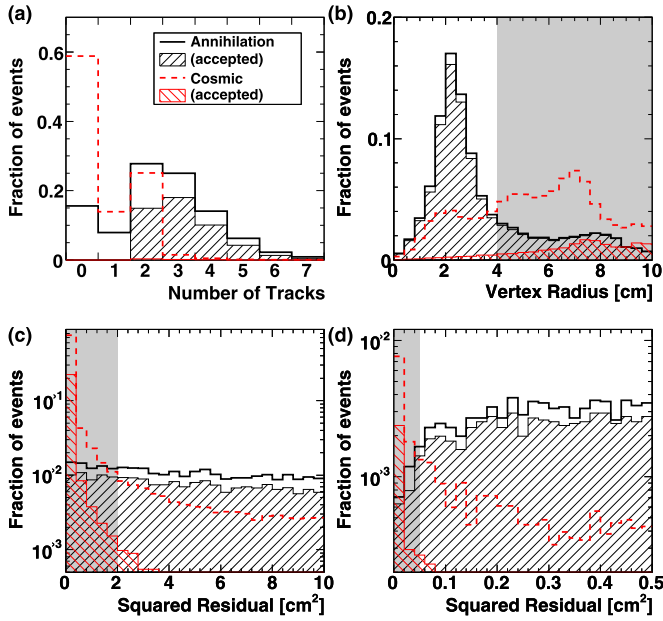 (a)
Fraction of events
0.6
0.4
0.2
0
Annihilation
(accepted)
Cosmic
(accepted)
0 1 2 3 4 5 6 7
Number of Tracks
(b)
Fraction of events
0.2
0.1
0
0 2 4 6 8 10
Vertex Radius [cm]
(c)
Fraction of events
10⁻¹
10⁻²
10⁻³
0 2 4 6 8 10
Squared Residual [cm²]
(d)
Fraction of events
10⁻²
10⁻³
0 0.1 0.2 0.3 0.4 0.5
Squared Residual [cm²]